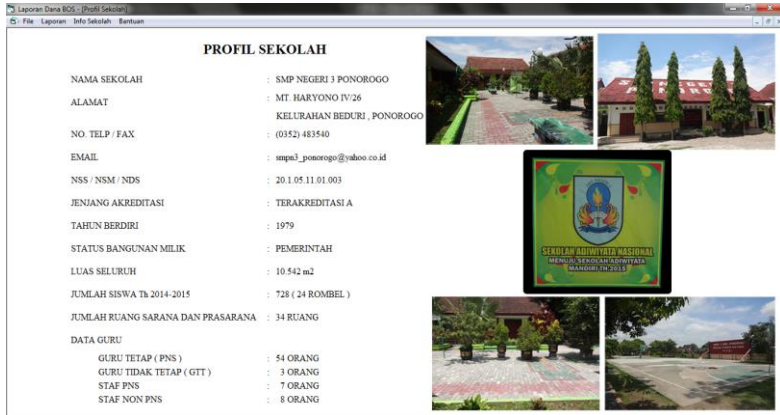 Laporan Dana BOS - [Profil Sekolah]
File Laporan Info Sekolah Bantuan
PROFIL SEKOLAH
NAMA SEKOLAH : SMP NEGERI 3 PONOROGO
ALAMAT : MT. HARYONO IV/26
KELURAHAN BEDURI , PONOROGO
NO. TELP / FAX : (0352) 483540
EMAIL : smpn3_ponorogo@yahoo.co.id
NSS / NSM / NDS : 20.1.05.11.01.003
JENJANG AKREDITASI : TERAKREDITASI A
TAHUN BERDIRI : 1979
STATUS BANGUNAN MILIK : PEMERINTAH
LUAS SELURUH : 10.542 m2
JUMLAH SISWA Th 2014-2015 : 728 ( 24 ROMBEL )
JUMLAH RUANG SARANA DAN PRASARANA : 34 RUANG
DATA GURU
GURU TETAP ( PNS ) : 54 ORANG
GURU TIDAK TETAP ( GTT ) : 3 ORANG
STAF PNS : 7 ORANG
STAF NON PNS : 8 ORANG
SEKOLAH ADIWIYATA NASIONAL
MENUJU SEKOLAH ADIWIYATA
MANDIRI TH 2015